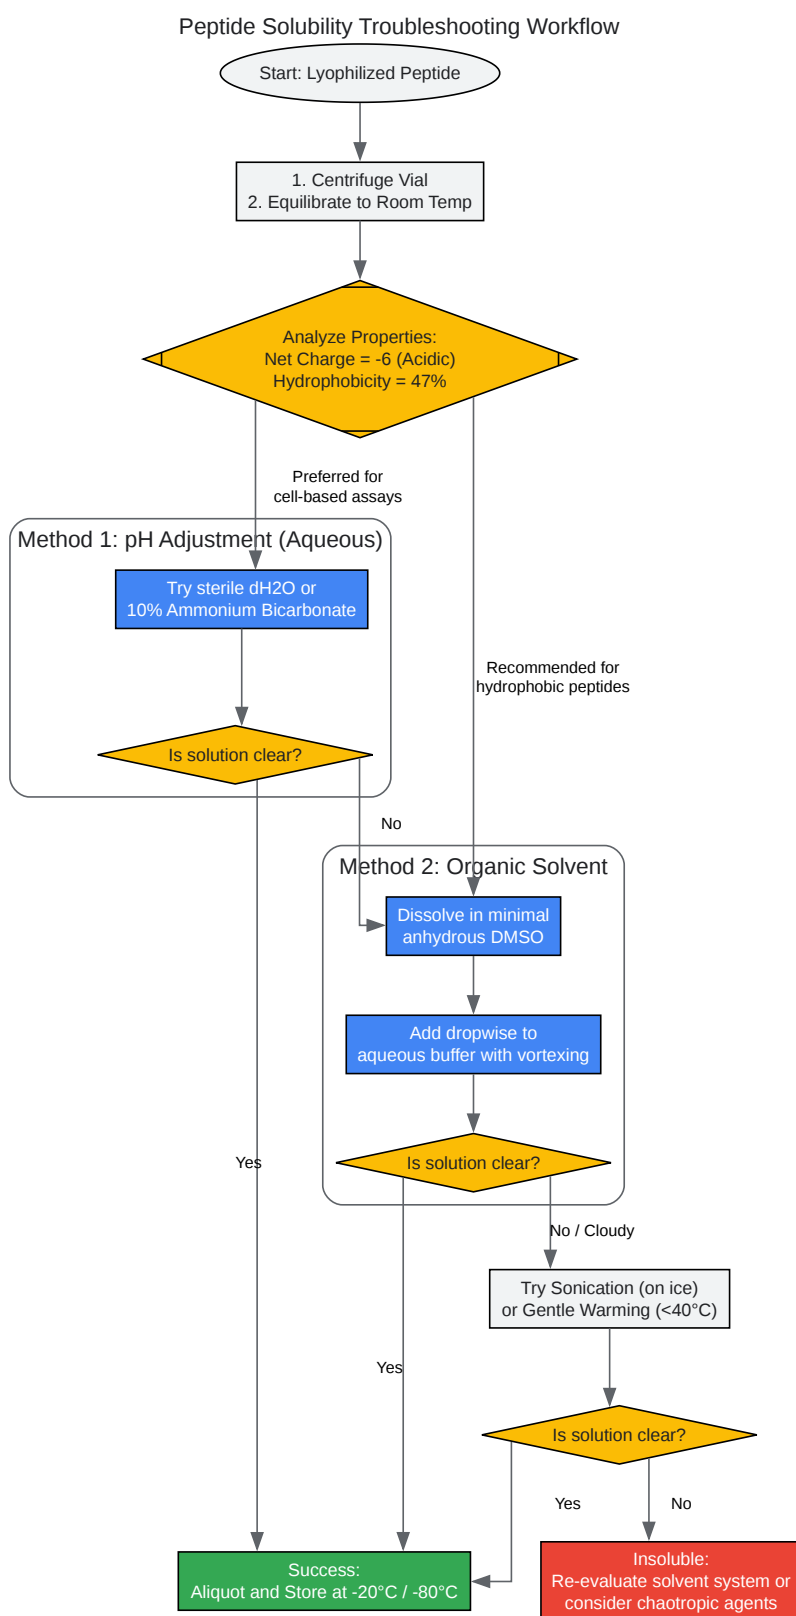 Peptide Solubility Troubleshooting Workflow
Start: Lyophilized Peptide
1. Centrifuge Vial
2. Equilibrate to Room Temp
Analyze Properties:
Net Charge = -6 (Acidic)
Hydrophobicity = 47%
Preferred for
cell-based assays
Method 1: pH Adjustment (Aqueous)
Try sterile dH2O or
10% Ammonium Bicarbonate
Recommended for
hydrophobic peptides
Is solution clear?
No
Method 2: Organic Solvent
Dissolve in minimal
anhydrous DMSO
Add dropwise to
aqueous buffer with vortexing
Yes
Is solution clear?
No / Cloudy
Try Sonication (on ice)
or Gentle Warming (<40°C)
Yes
Is solution clear?
Yes
No
Success:
Aliquot and Store at -20°C / -80°C
Insoluble:
Re-evaluate solvent system or
consider chaotropic agents